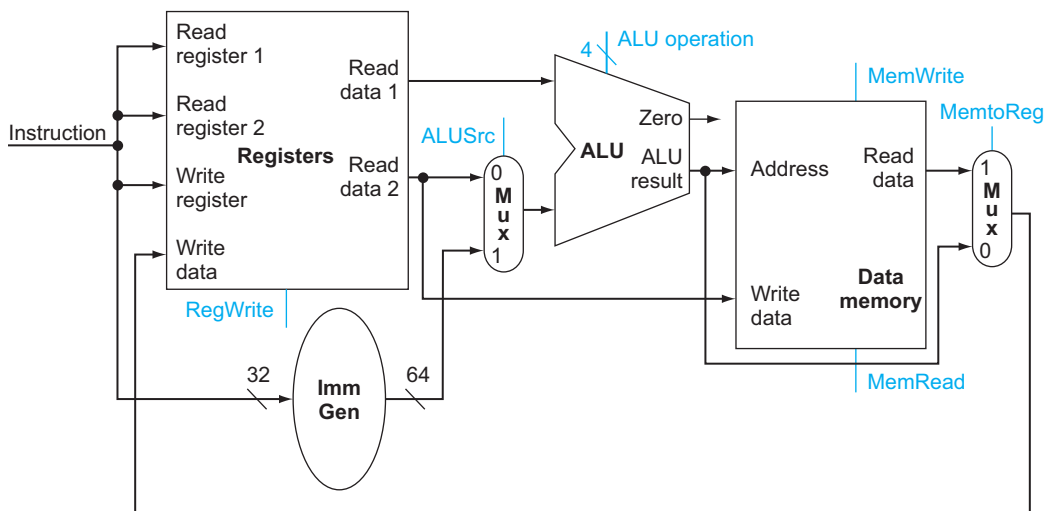 Instruction
Read
register 1
Read
register 2
Write
register
Write
data
Registers
Read
data 1
Read
data 2
RegWrite
32
Imm
Gen
64
ALUSrc
0
M
u
x
1
4
ALU operation
ALU
Zero
ALU
result
MemWrite
Address
Read
data
Write
data
Data
memory
MemRead
MemtoReg
1
M
u
x
0